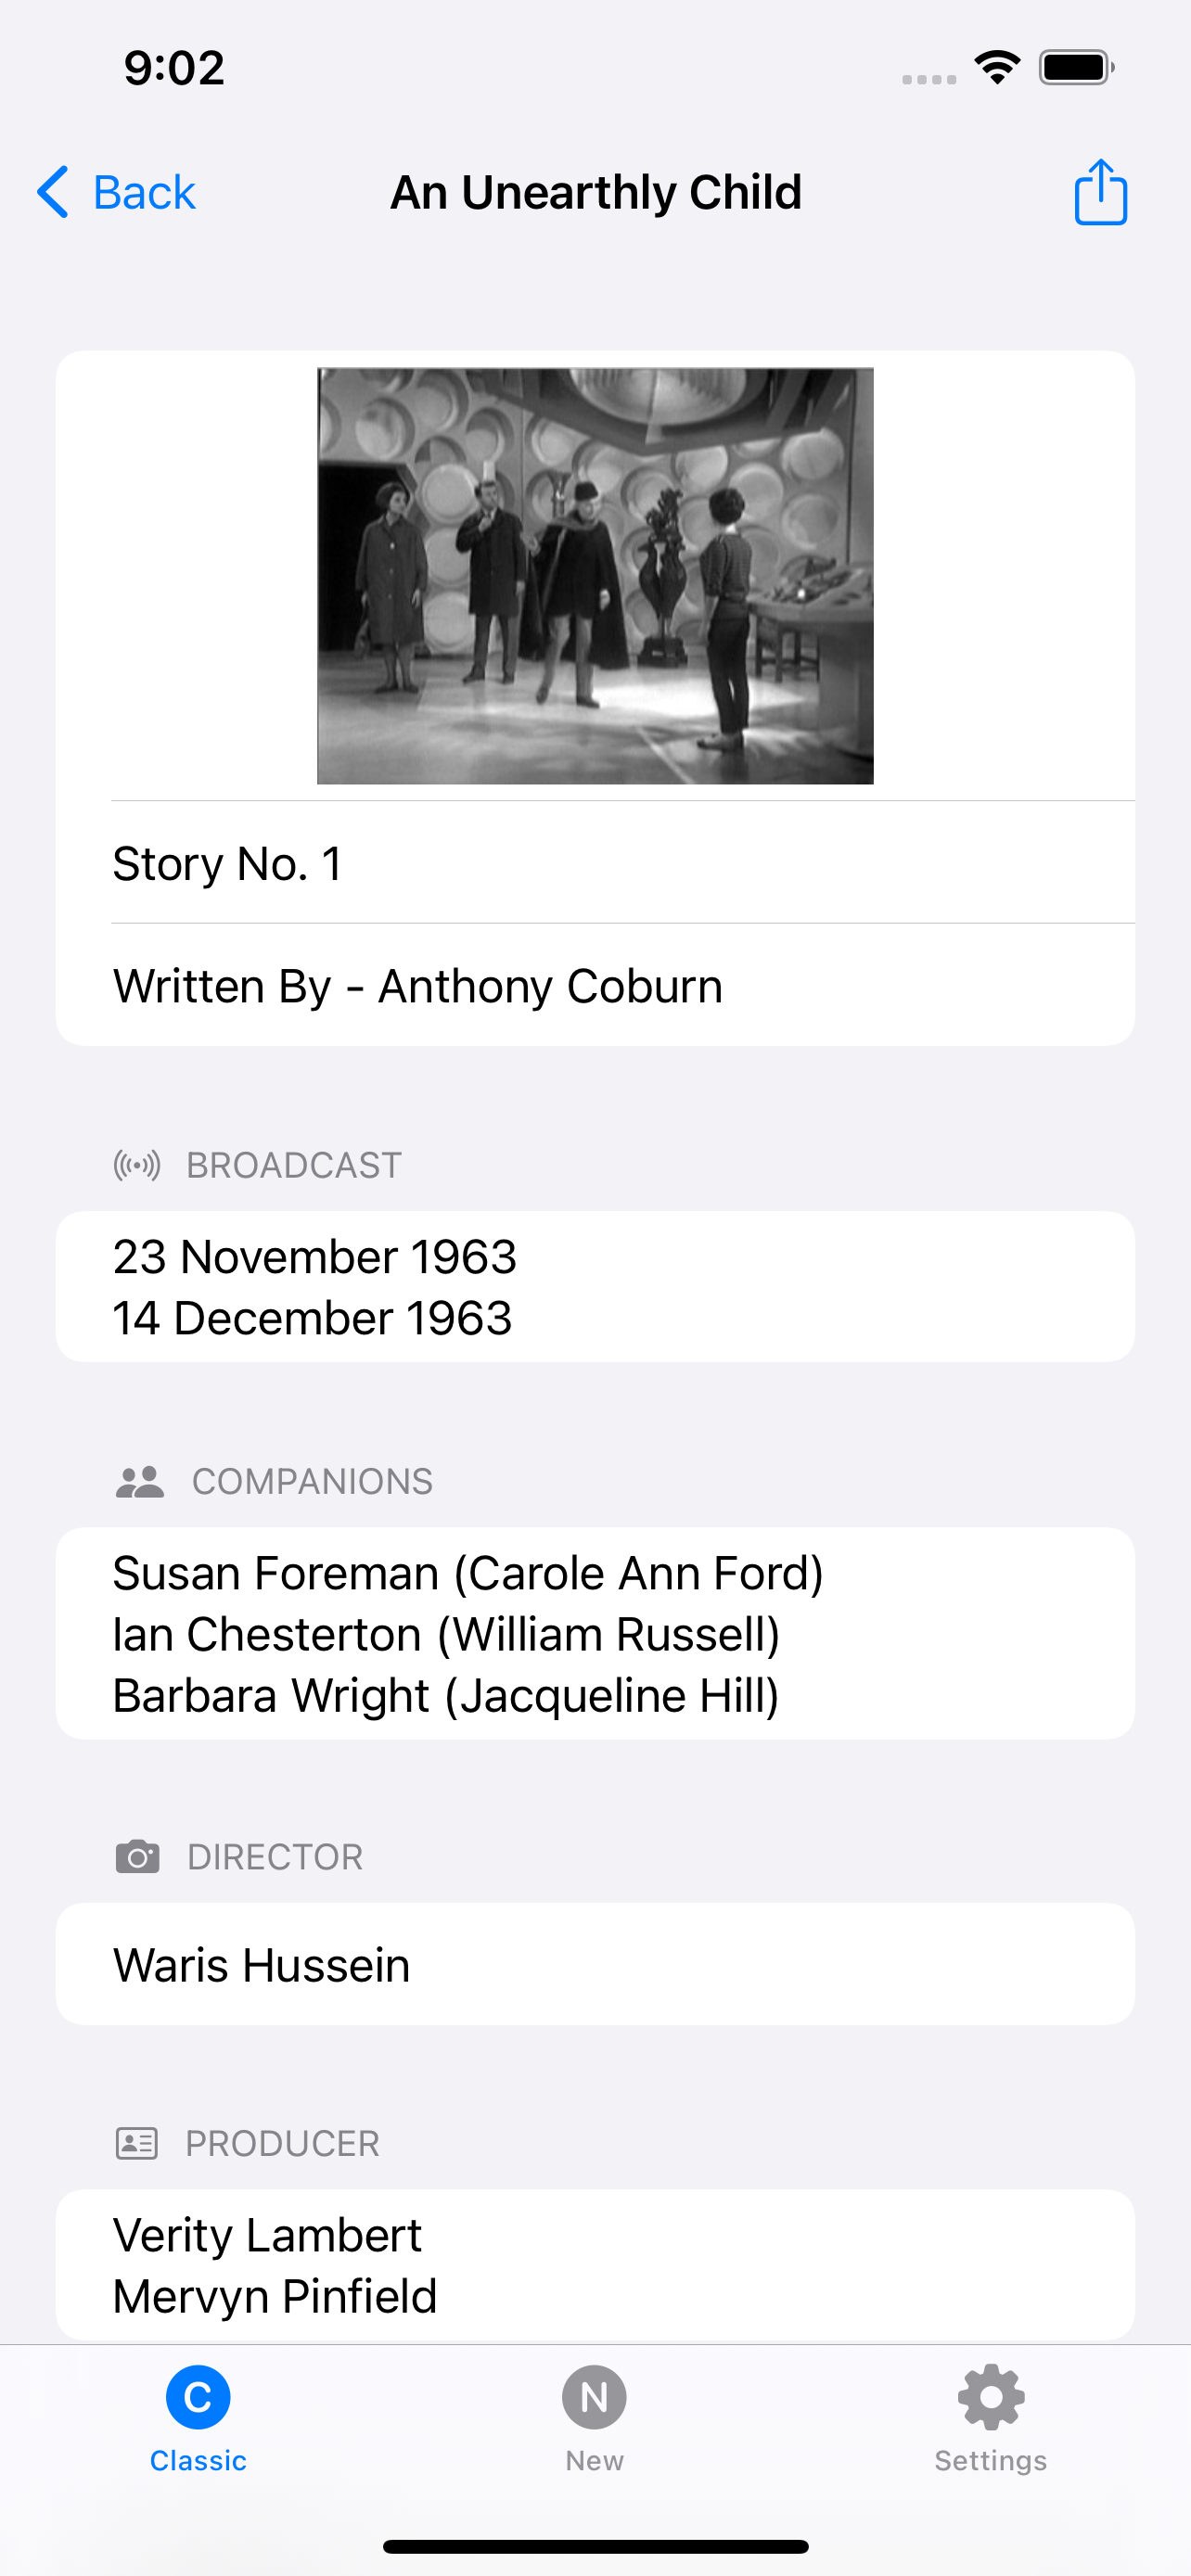 9:02
Back
An Unearthly Child
Story No. 1
Written By - Anthony Coburn
BROADCAST
23 November 1963
14 December 1963
COMPANIONS
Susan Foreman (Carole Ann Ford)
Ian Chesterton (William Russell)
Barbara Wright (Jacqueline Hill)
DIRECTOR
Waris Hussein
PRODUCER
Verity Lambert
Mervyn Pinfield
C
N
Classic
New
Settings